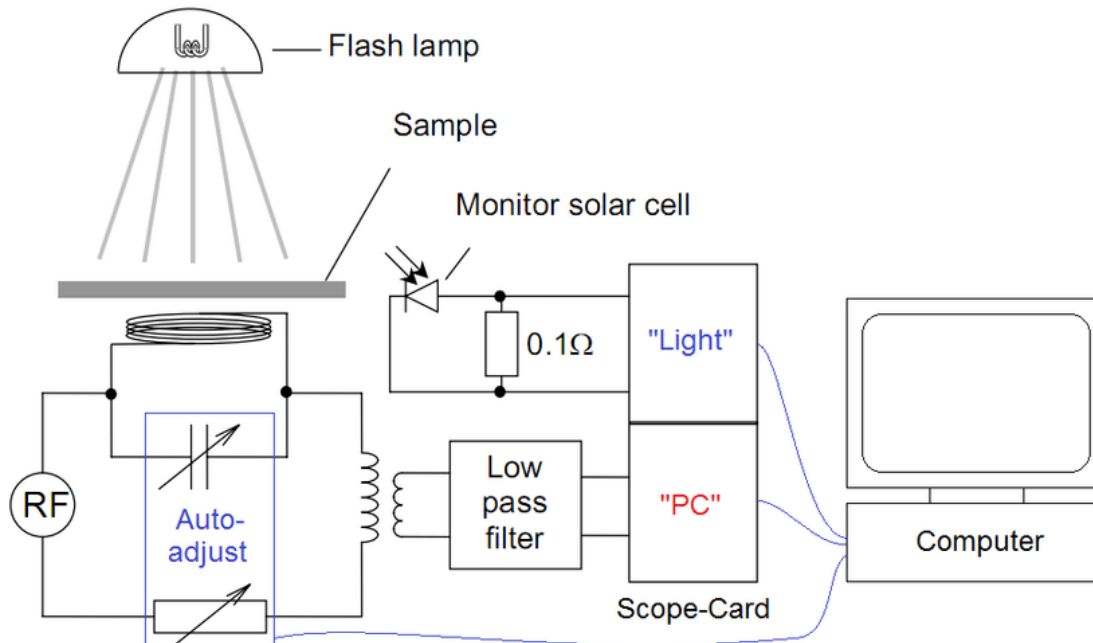 Flash lamp
Sample
Monitor solar cell
0.1Ω
"Light"
RF
Auto-
adjust
Low
pass
filter
"PC"
Computer
Scope-Card